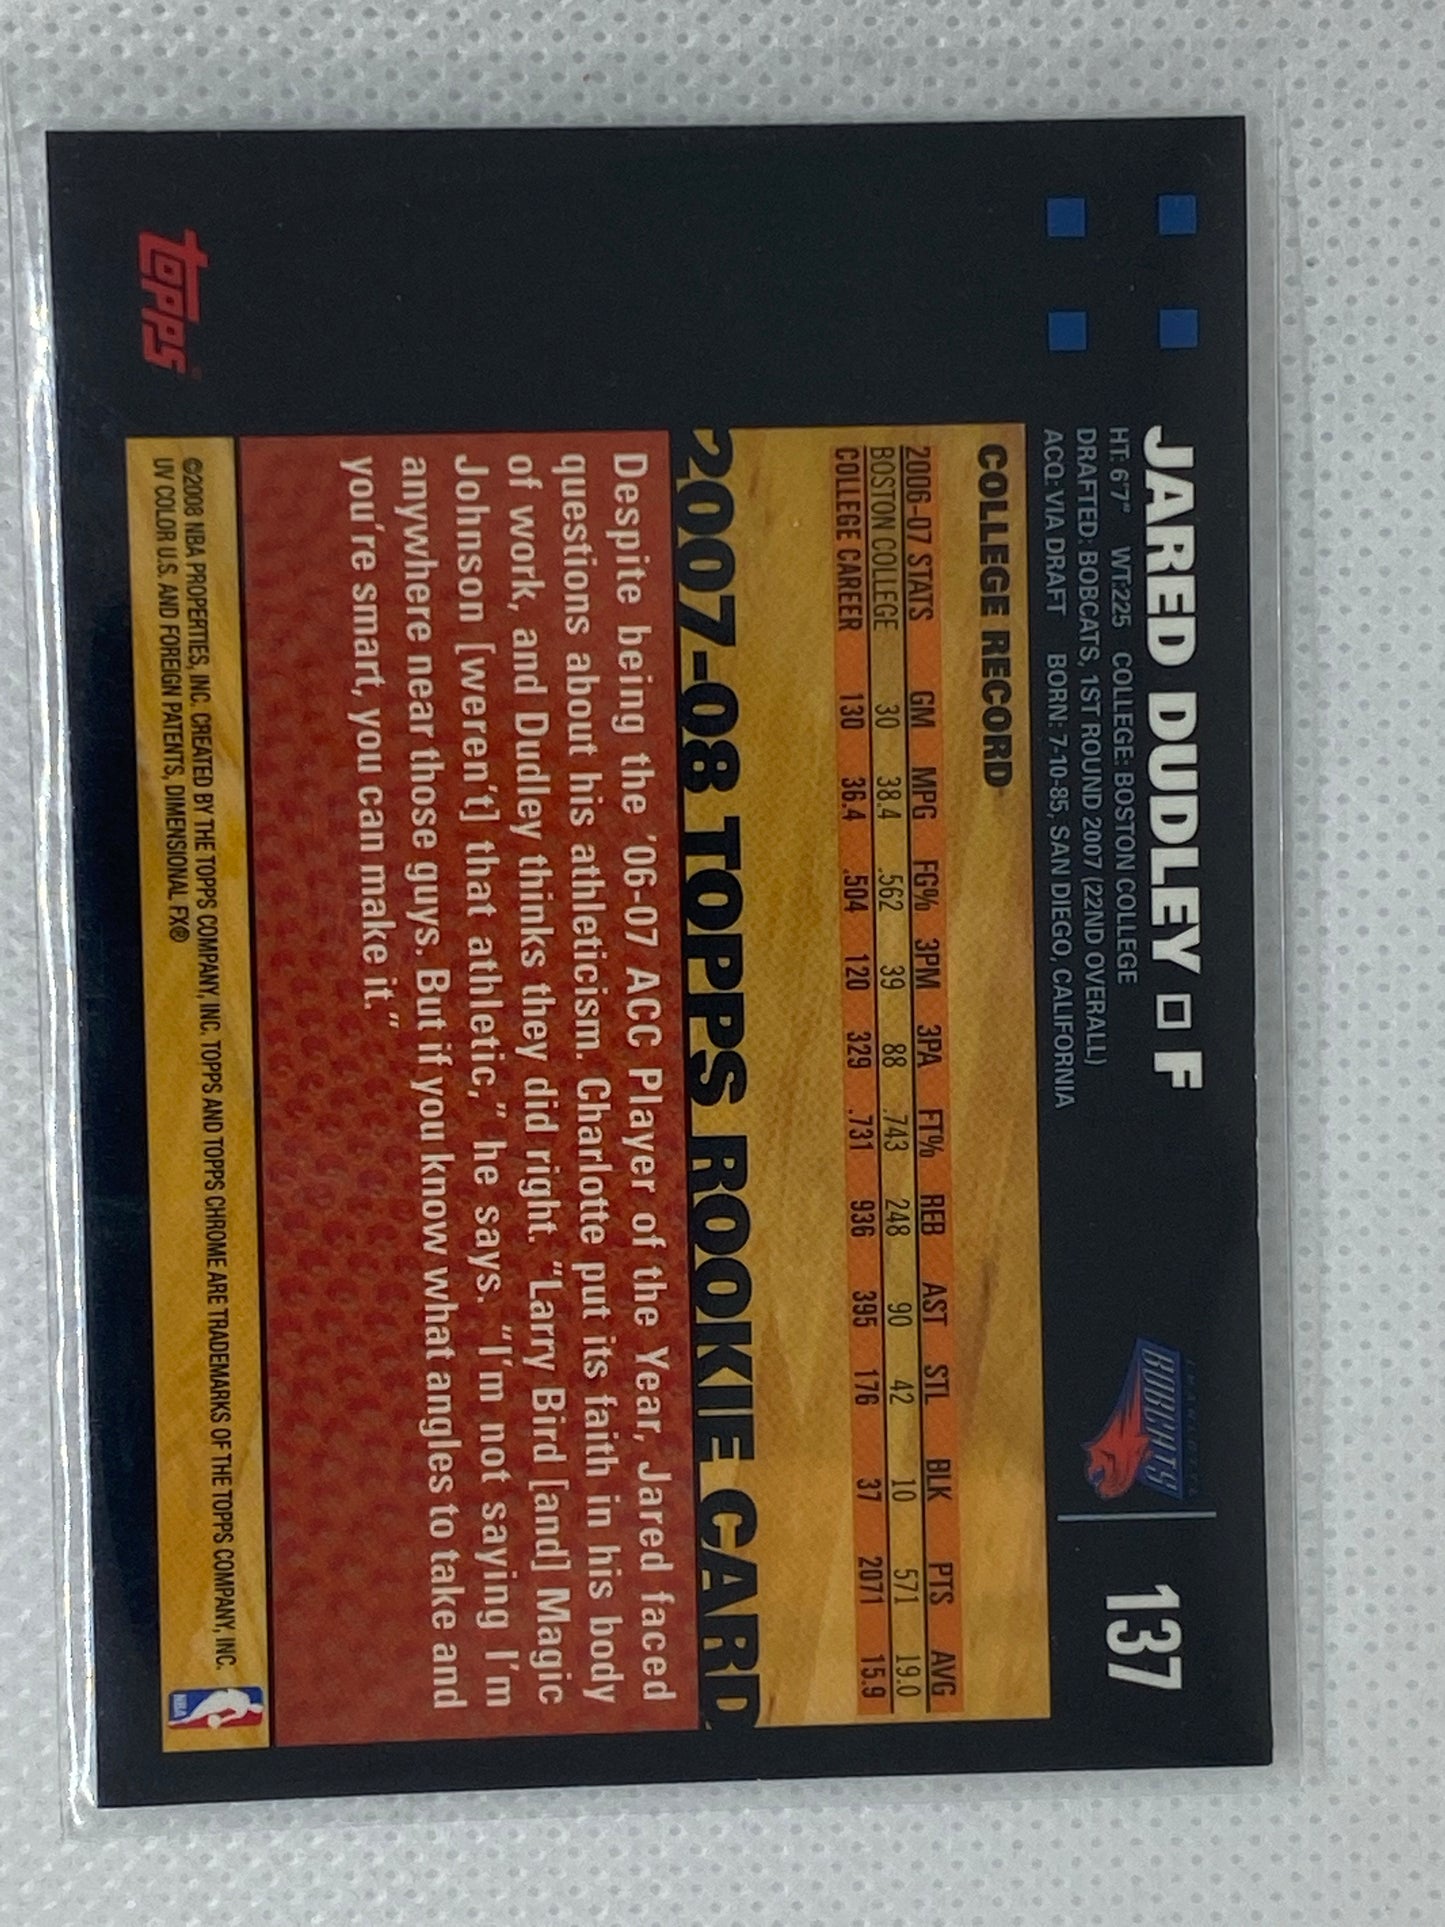 JARED DUDLEY □ F
HT: 6'7" WT:225 COLLEGE: BOSTON COLLEGE
DRAFTED: BOBCATS, 1ST ROUND 2007 (22ND OVERALL)
ACQ: VIA DRAFT BORN: 7-10-85, SAN DIEGO, CALIFORNIA
CHARLOTTE
BOBCATS
137
COLLEGE RECORD
2006-07 STATS GM MPG FG% 3PM 3PA FT% REB AST STL BLK PTS AVG
BOSTON COLLEGE 30 38.4 .562 39 88 .743 248 90 42 10 571 19.0
COLLEGE CAREER 130 36.4 .504 120 329 .731 936 395 176 37 2071 15.9
2007-08 TOPPS ROOKIE CARD
Despite being the '06-07 ACC Player of the Year, Jared faced
questions about his athleticism. Charlotte put its faith in his body
of work, and Dudley thinks they did right. "Larry Bird [and] Magic
Johnson [weren't] that athletic," he says. "I'm not saying I'm
anywhere near those guys. But if you know what angles to take and
you're smart, you can make it."
©2008 NBA PROPERTIES, INC. CREATED BY THE TOPPS COMPANY, INC. TOPPS AND TOPPS CHROME ARE TRADEMARKS OF THE TOPPS COMPANY, INC.
UV COLOR U.S. AND FOREIGN PATENTS, DIMENSIONAL FX®
NBA
topps